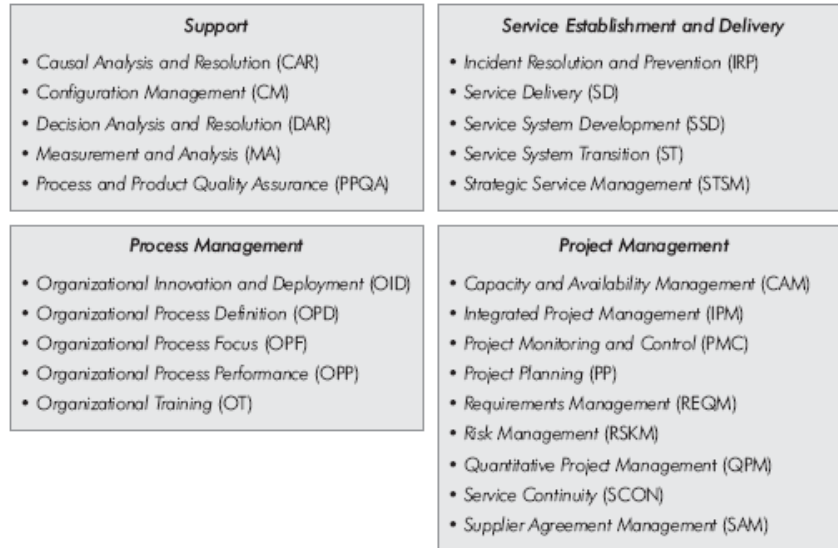 Support
• Causal Analysis and Resolution (CAR)
• Configuration Management (CM)
• Decision Analysis and Resolution (DAR)
• Measurement and Analysis (MA)
• Process and Product Quality Assurance (PPQA)
Service Establishment and Delivery
• Incident Resolution and Prevention (IRP)
• Service Delivery (SD)
• Service System Development (SSD)
• Service System Transition (ST)
• Strategic Service Management (STSM)
Process Management
• Organizational Innovation and Deployment (OID)
• Organizational Process Definition (OPD)
• Organizational Process Focus (OPF)
• Organizational Process Performance (OPP)
• Organizational Training (OT)
Project Management
• Capacity and Availability Management (CAM)
• Integrated Project Management (IPM)
• Project Monitoring and Control (PMC)
• Project Planning (PP)
• Requirements Management (REQM)
• Risk Management (RSKM)
• Quantitative Project Management (QPM)
• Service Continuity (SCON)
• Supplier Agreement Management (SAM)